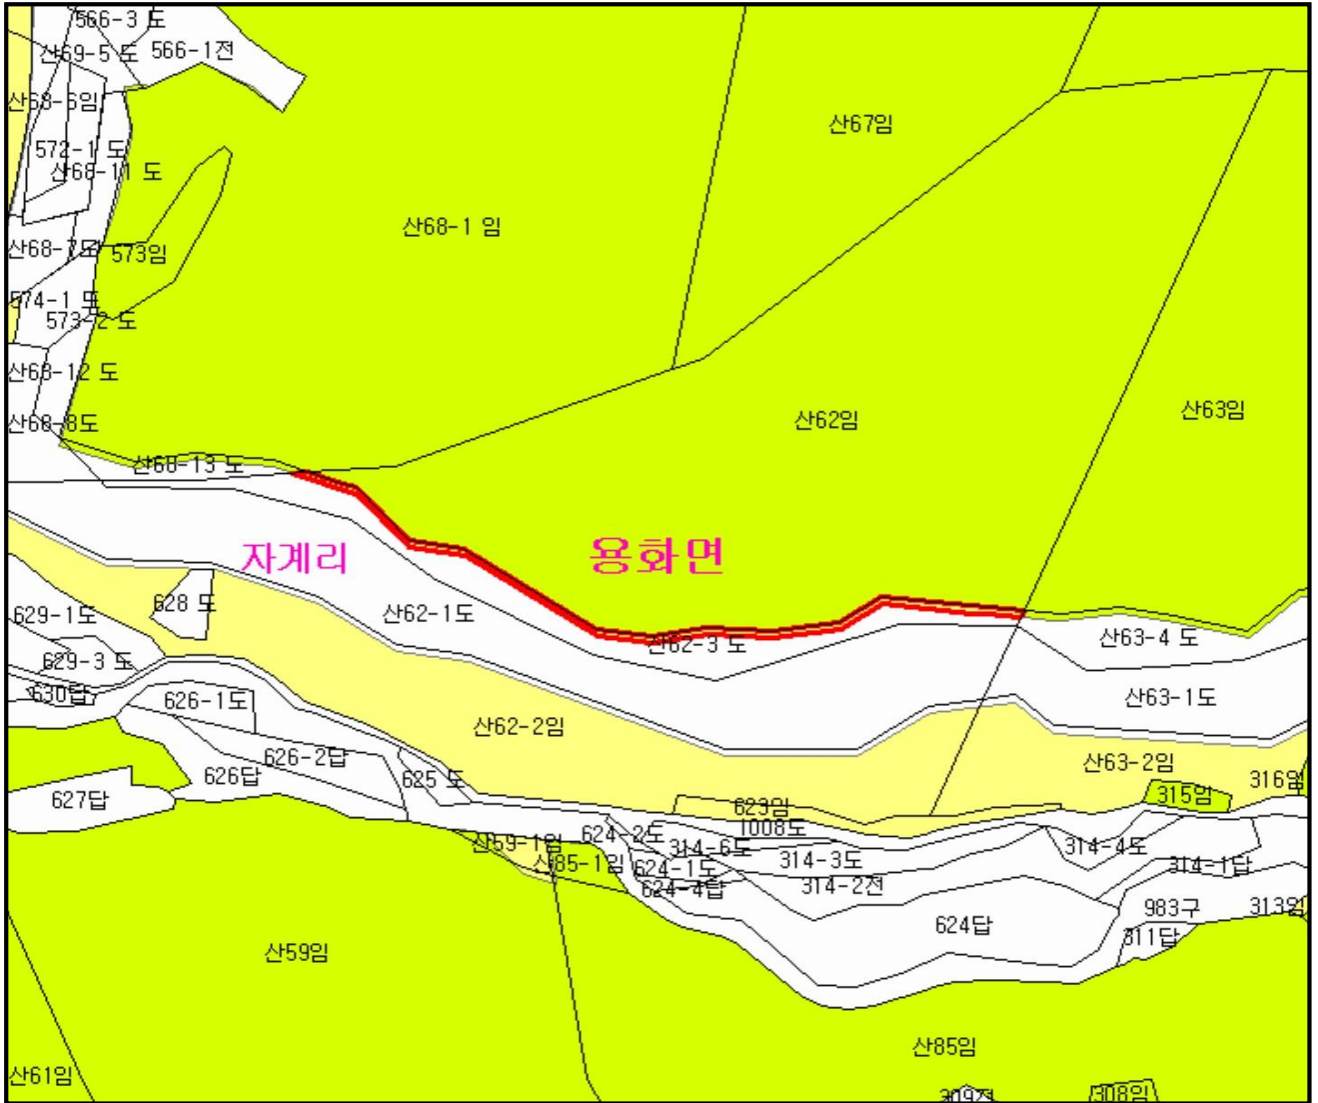 566-3 도
산69-5 도
566-1전
산68-6임
산67임
572-1 도
산68-11 도
산68-1 임
산68-7도
573임
574-1 도
573-2 도
산68-12 도
산63임
산62임
산68-8도
산68-13 도
용화면
자계리
628 도
산62-1도
629-1도
산62-3 도
산63-4 도
629-3 도
630답
626-1도
산63-1도
산62-2임
626-2답
산63-2임
626답
625 도
316임
627답
315임
623임
1008도
624-2도
산59-1임
314-6도
314-4도
산85-1임
624-1도
314-3도
314-1답
624-4답
314-2전
983구
313임
624답
311답
산59임
산85임
산61임
309전
308임